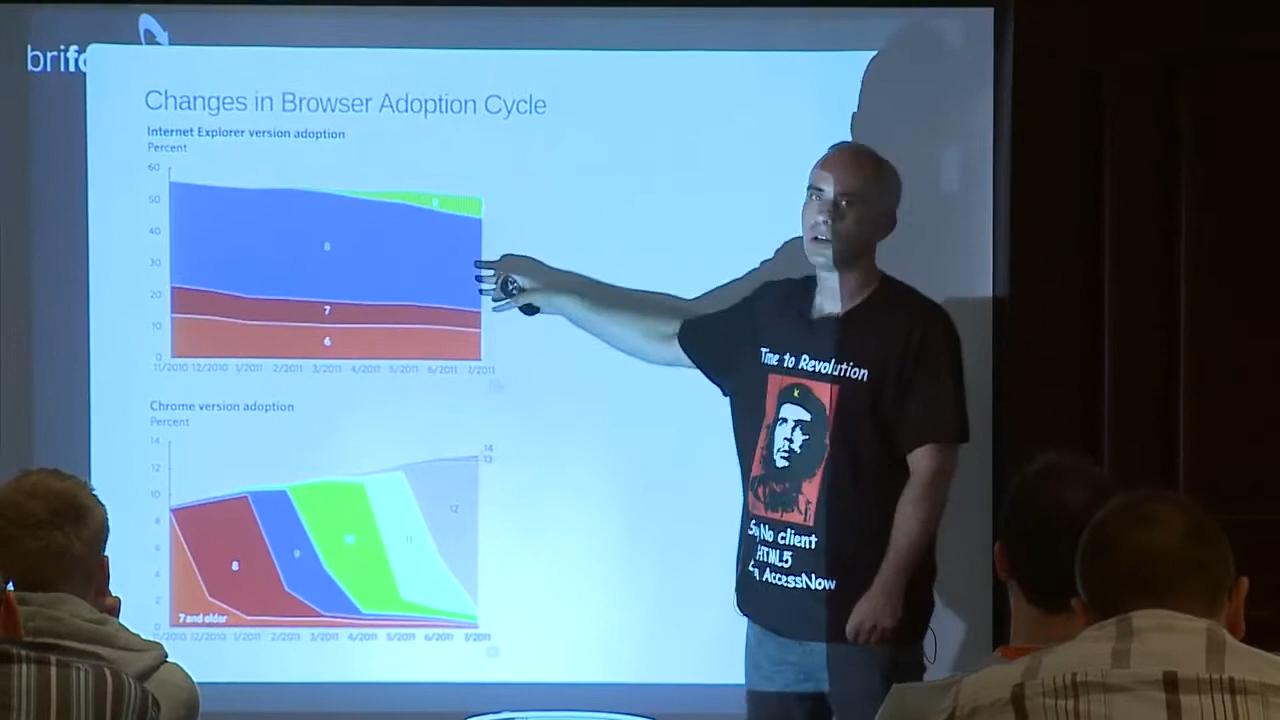 brifo
Changes in Browser Adoption Cycle
Internet Explorer version adoption
Percent
60
50
40
30
20
10
0
9
8
7
6
11/2010 12/2010 1/2011 2/2011 3/2011 4/2011 5/2011 6/2011 7/2011
Chrome version adoption
Percent
14
12
10
8
6
4
2
0
14
13
12
11
10
9
8
7 and older
11/2010 12/2010 1/2011 2/2011 3/2011 4/2011 5/2011 6/2011 7/2011
Time to Revolution
Say No client
HTML5
AccessNow